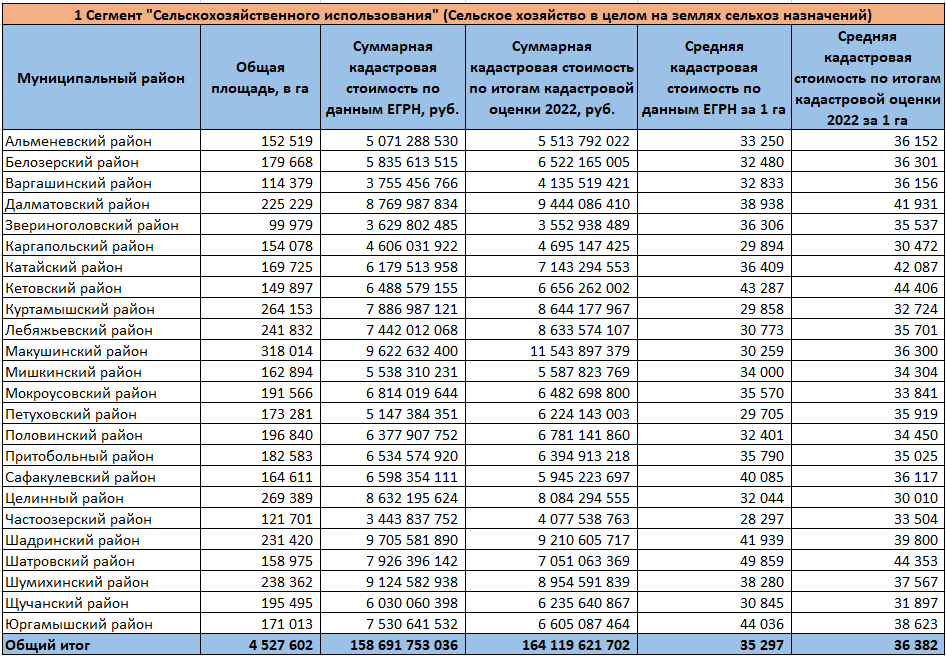 1 Сегмент "Сельскохозяйственного использования" (Сельское хозяйство в целом на землях сельхоз назначений)
Муниципальный район | Общая площадь, в га | Суммарная кадастровая стоимость по данным ЕГРН, руб. | Суммарная кадастровая стоимость по итогам кадастровой оценки 2022, руб. | Средняя кадастровая стоимость по данным ЕГРН за 1 га | Средняя кадастровая стоимость по итогам кадастровой оценки 2022 за 1 га
Альменевский район 152 519 5 071 288 530 5 513 792 022 33 250 36 152
Белозерский район 179 668 5 835 613 515 6 522 165 005 32 480 36 301
Варгашинский район 114 379 3 755 456 766 4 135 519 421 32 833 36 156
Далматовский район 225 229 8 769 987 834 9 444 086 410 38 938 41 931
Звериноголовский район 99 979 3 629 802 485 3 552 938 489 36 306 35 537
Каргапольский район 154 078 4 606 031 922 4 695 147 425 29 894 30 472
Катайский район 169 725 6 179 513 958 7 143 294 553 36 409 42 087
Кетовский район 149 897 6 488 579 155 6 656 262 002 43 287 44 406
Куртамышский район 264 153 7 886 987 121 8 644 177 967 29 858 32 724
Лебяжьевский район 241 832 7 442 012 068 8 633 574 107 30 773 35 701
Макушинский район 318 014 9 622 632 400 11 543 897 379 30 259 36 300
Мишкинский район 162 894 5 538 310 231 5 587 823 769 34 000 34 304
Мокроусовский район 191 566 6 814 019 644 6 482 698 800 35 570 33 841
Петуховский район 173 281 5 147 384 351 6 224 143 003 29 705 35 919
Половинский район 196 840 6 377 907 752 6 781 141 860 32 401 34 450
Притобольный район 182 583 6 534 574 920 6 394 913 218 35 790 35 025
Сафакулевский район 164 611 6 598 354 111 5 945 223 697 40 085 36 117
Целинный район 269 389 8 632 195 624 8 084 294 555 32 044 30 010
Частоозерский район 121 701 3 443 837 752 4 077 538 763 28 297 33 504
Шадринский район 231 420 9 705 581 890 9 210 605 717 41 939 39 800
Шатровский район 158 975 7 926 396 142 7 051 063 369 49 859 44 353
Шумихинский район 238 362 9 124 582 938 8 954 591 839 38 280 37 567
Щучанский район 195 495 6 030 060 398 6 235 640 867 30 845 31 897
Юргамышский район 171 013 7 530 641 532 6 605 087 464 44 036 38 623
Общий итог 4 527 602 158 691 753 036 164 119 621 702 35 297 36 382